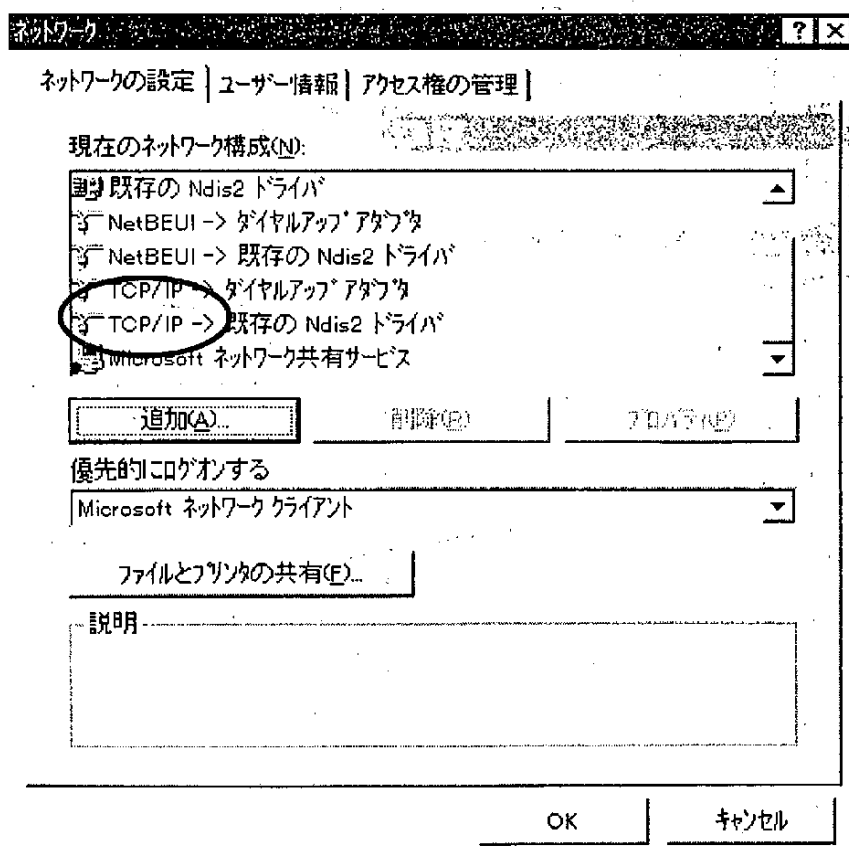 ネットワーク
ネットワークの設定 ユーザー情報 アクセス権の管理
現在のネットワーク構成(N):
既存の Ndis2 ドライバ
NetBEUI -> ダイヤルアップ アダプタ
NetBEUI -> 既存の Ndis2 ドライバ
TCP/IP -> ダイヤルアップ アダプタ
TCP/IP -> 既存の Ndis2 ドライバ
Microsoft ネットワーク共有サービス
追加(A)... 削除(R) プロパティ(P)
優先的にログオンする
Microsoft ネットワーク クライアント
ファイルとプリンタの共有(F)...
説明
OK キャンセル